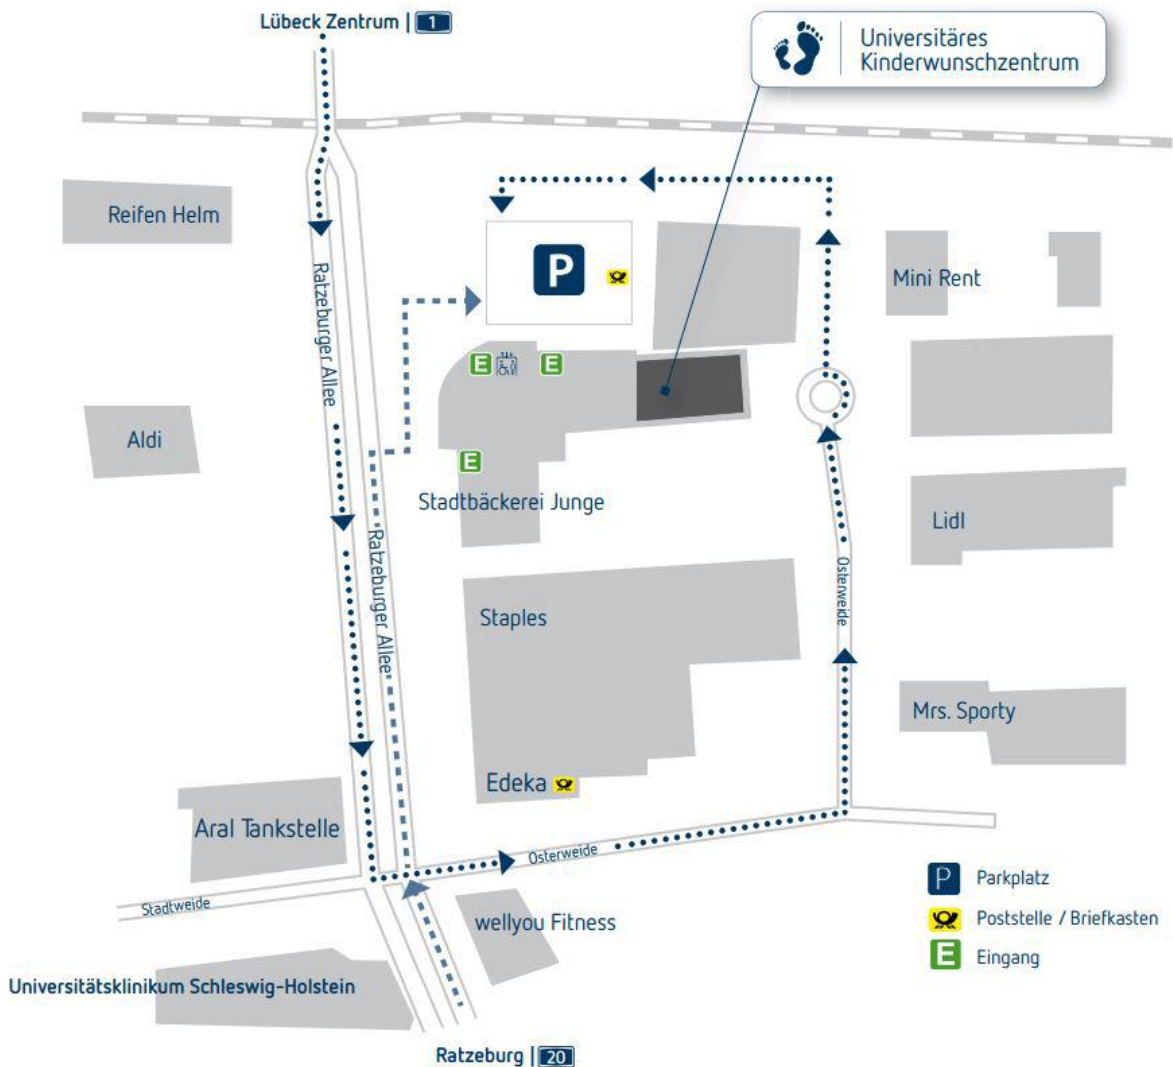 Lübeck Zentrum | 1
Universitäres
Kinderwunschzentrum
Reifen Helm
Ratzeburger Allee
P
Mini Rent
E
E
Aldi
E
Stadtbäckerei Junge
Lidl
Ratzeburger Allee
Osterweide
Staples
Mrs. Sporty
Edeka
Aral Tankstelle
Osterweide
Stadtweide
wellyou Fitness
P Parkplatz
Poststelle / Briefkasten
E Eingang
Universitätsklinikum Schleswig-Holstein
Ratzeburg | 20